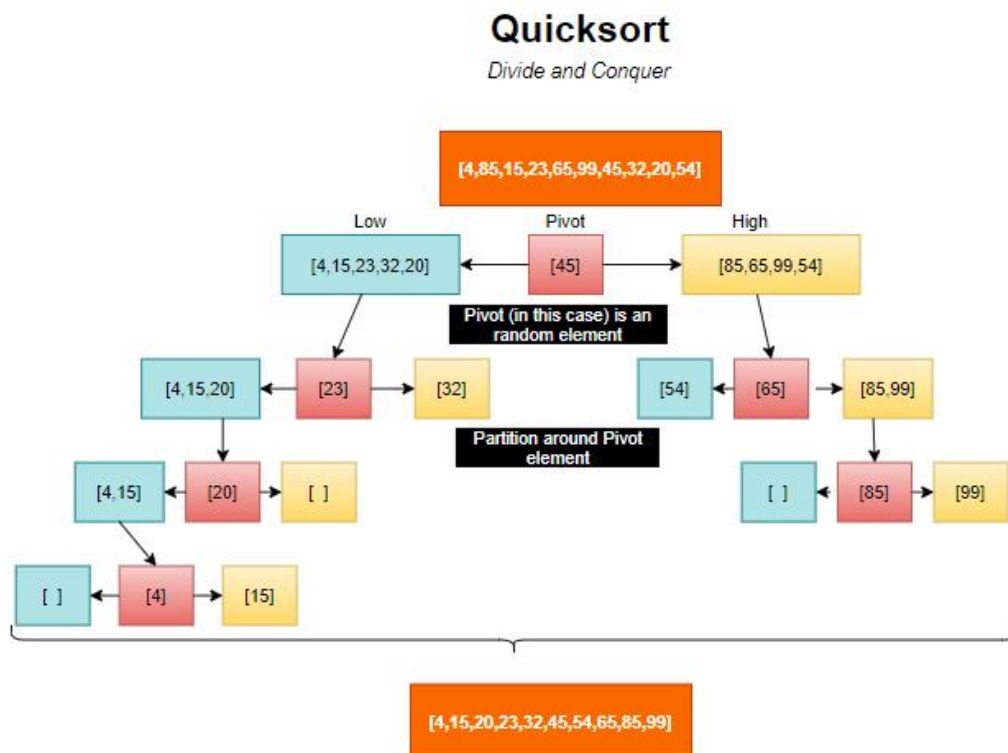 Quicksort
Divide and Conquer
[4,85,15,23,65,99,45,32,20,54]
Low Pivot High
[4,15,23,32,20] [45] [85,65,99,54]
Pivot (in this case) is an
random element
[4,15,20] [23] [32] [54] [65] [85,99]
Partition around Pivot
element
[4,15] [20] [ ] [ ] [85] [99]
[ ] [4] [15]
[4,15,20,23,32,45,54,65,85,99]